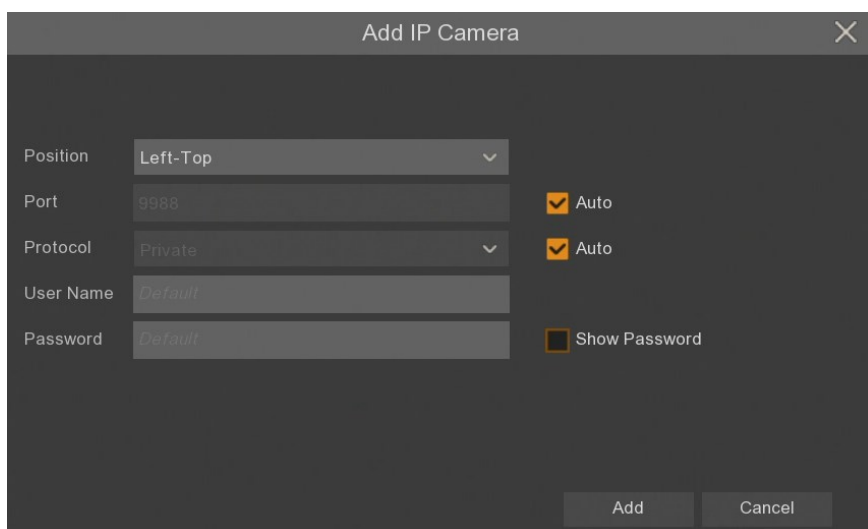 Add IP Camera
Position Left-Top
Port 9988 Auto
Protocol Private Auto
User Name Default
Password Default Show Password
Add Cancel